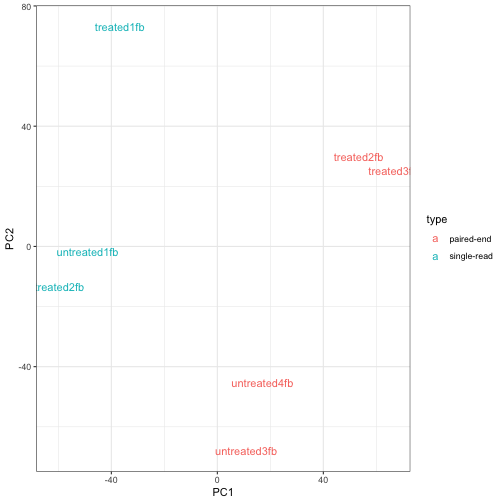 80
treated1fb
40
treated2fb
treated3f
type
a paired-end
a single-read
PC2
0
untreated1fb
reated2fb
-40
untreated4fb
untreated3fb
-40 0 40
PC1